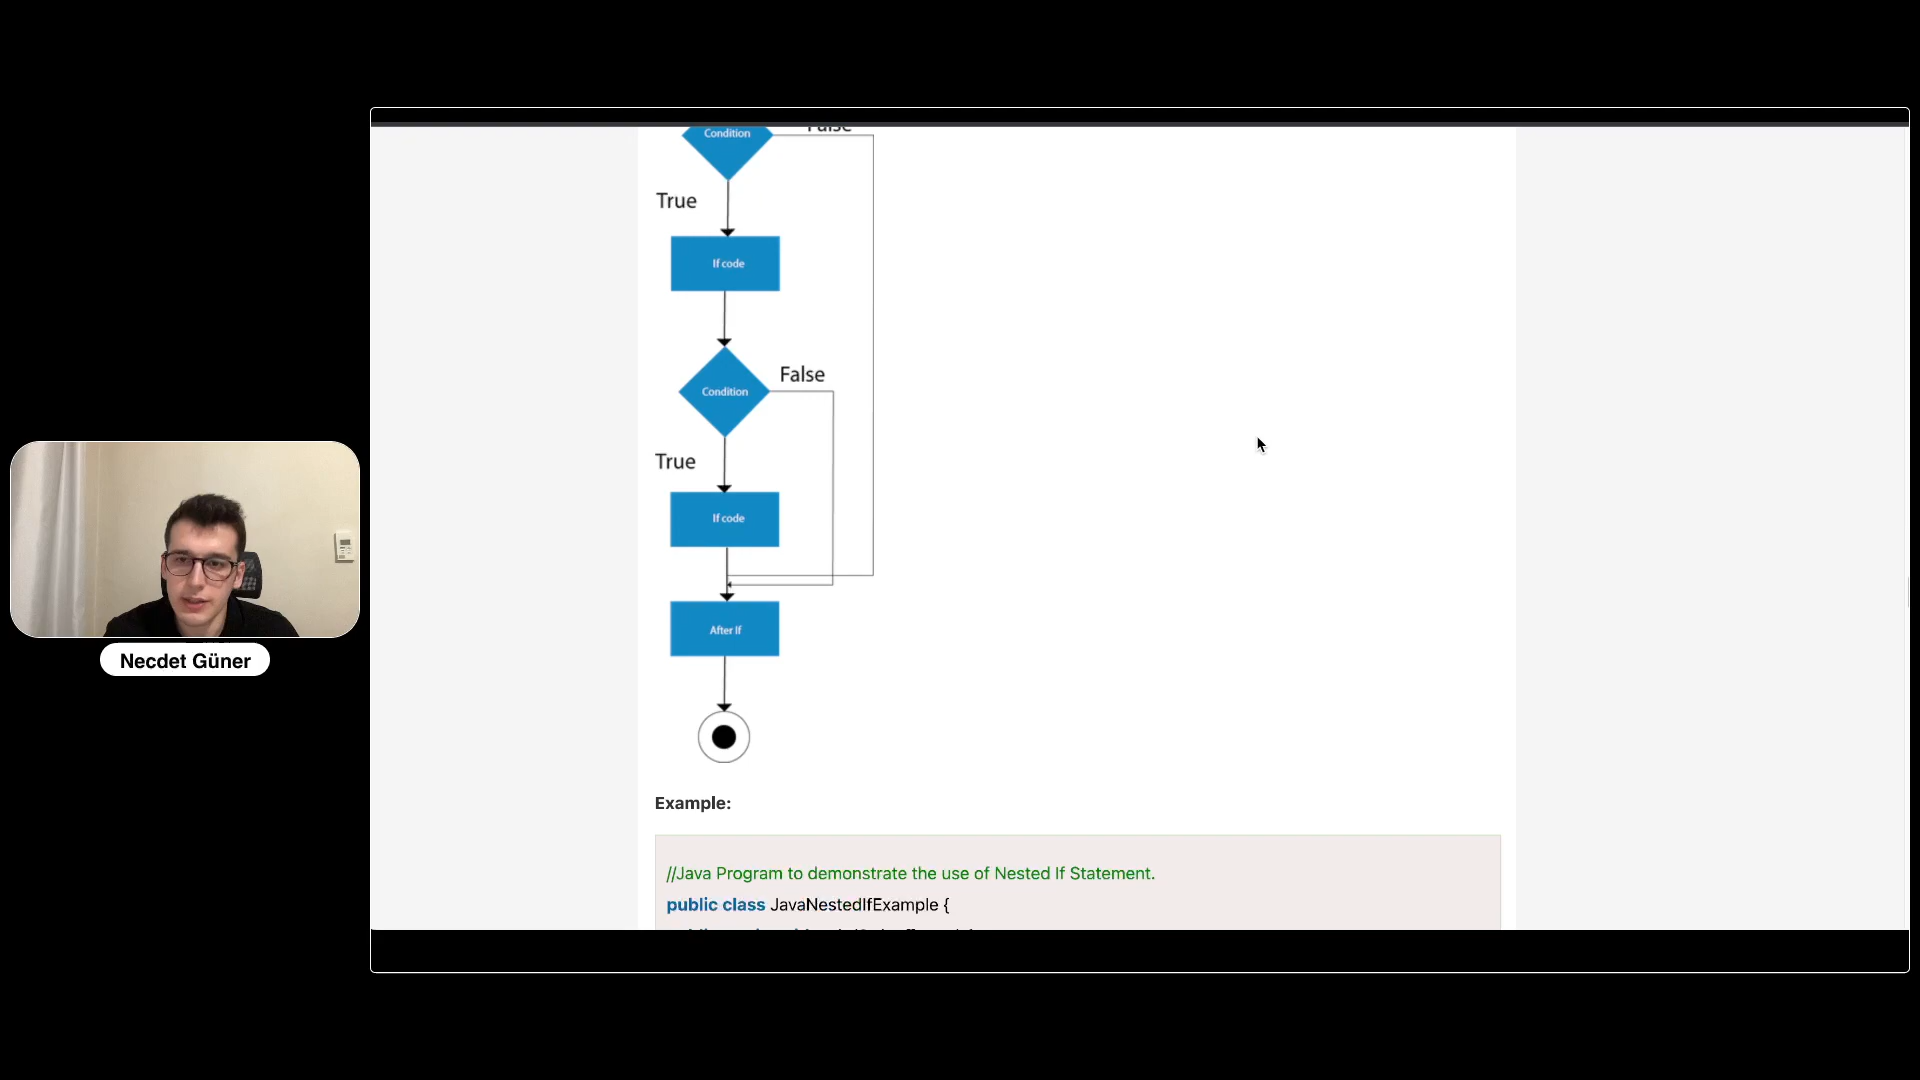 Condition
False
True
If code
Condition
False
True
If code
After If
Necdet Güner
Example:
//Java Program to demonstrate the use of Nested If Statement.
public class JavaNestedIfExample {